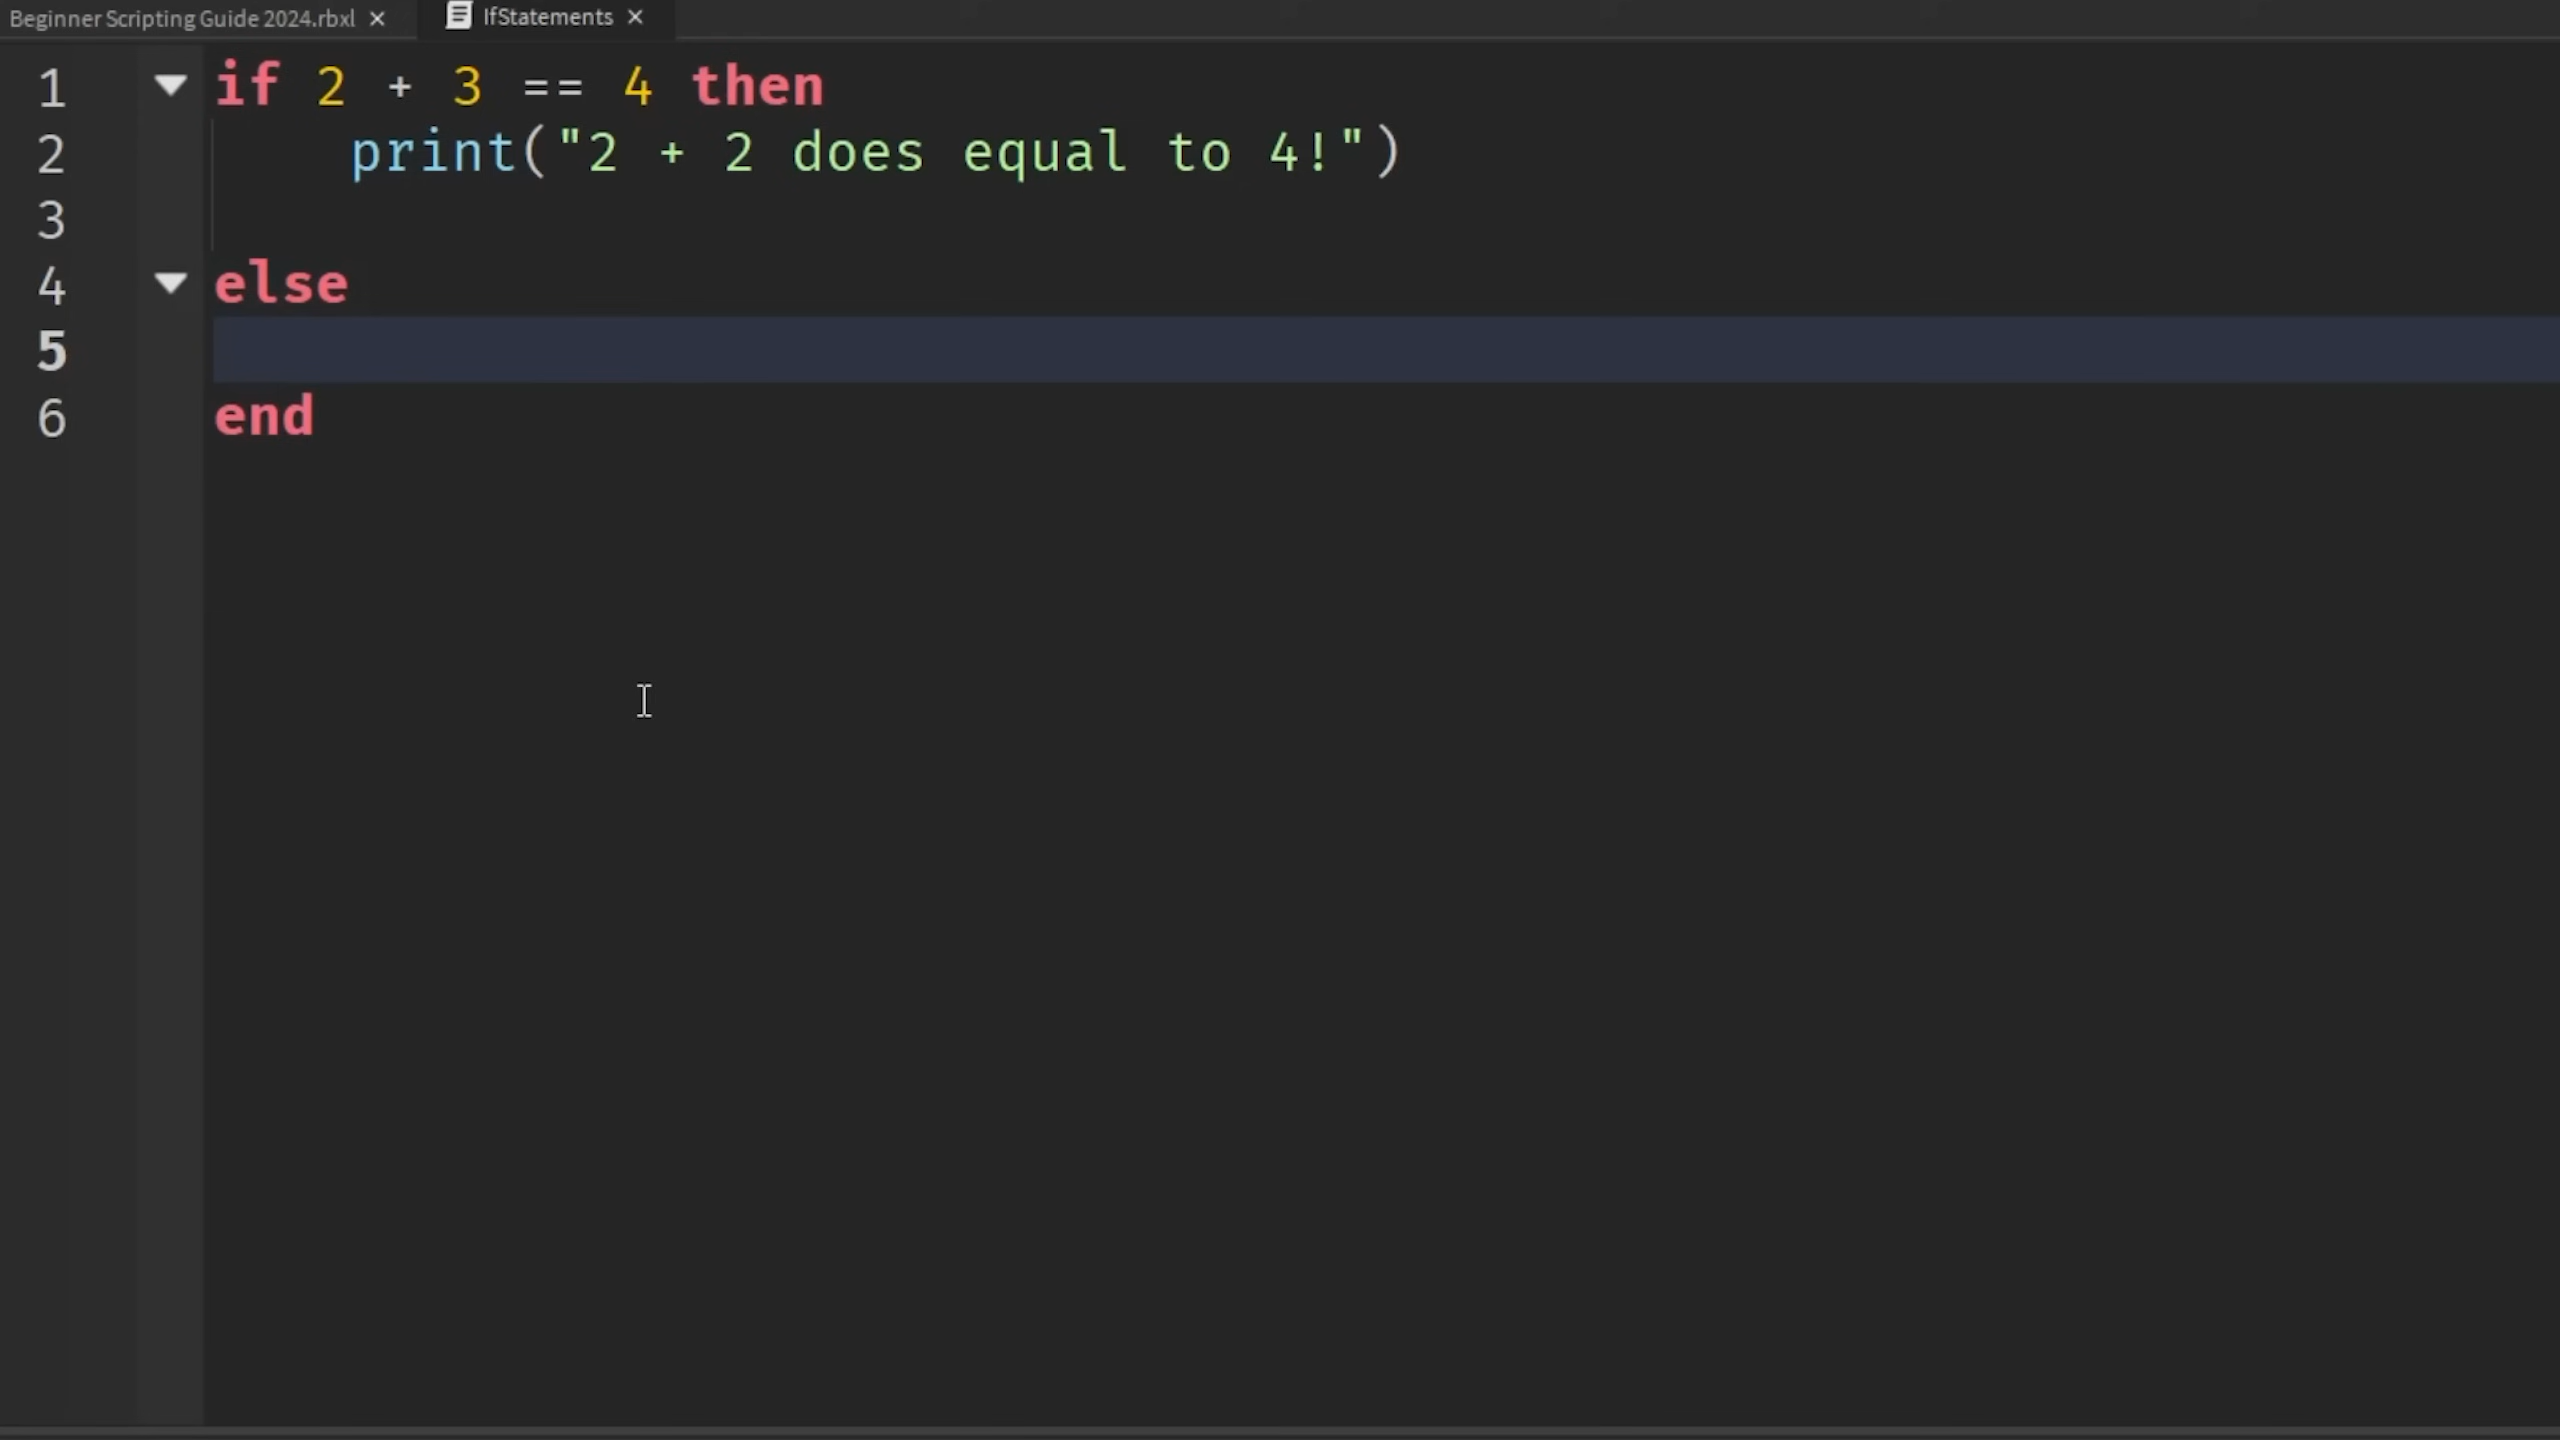 Beginner Scripting Guide 2024.rbxl × IfStatements ×
1 if 2 + 3 == 4 then
2 print("2 + 2 does equal to 4!")
3
4 else
5
6 end